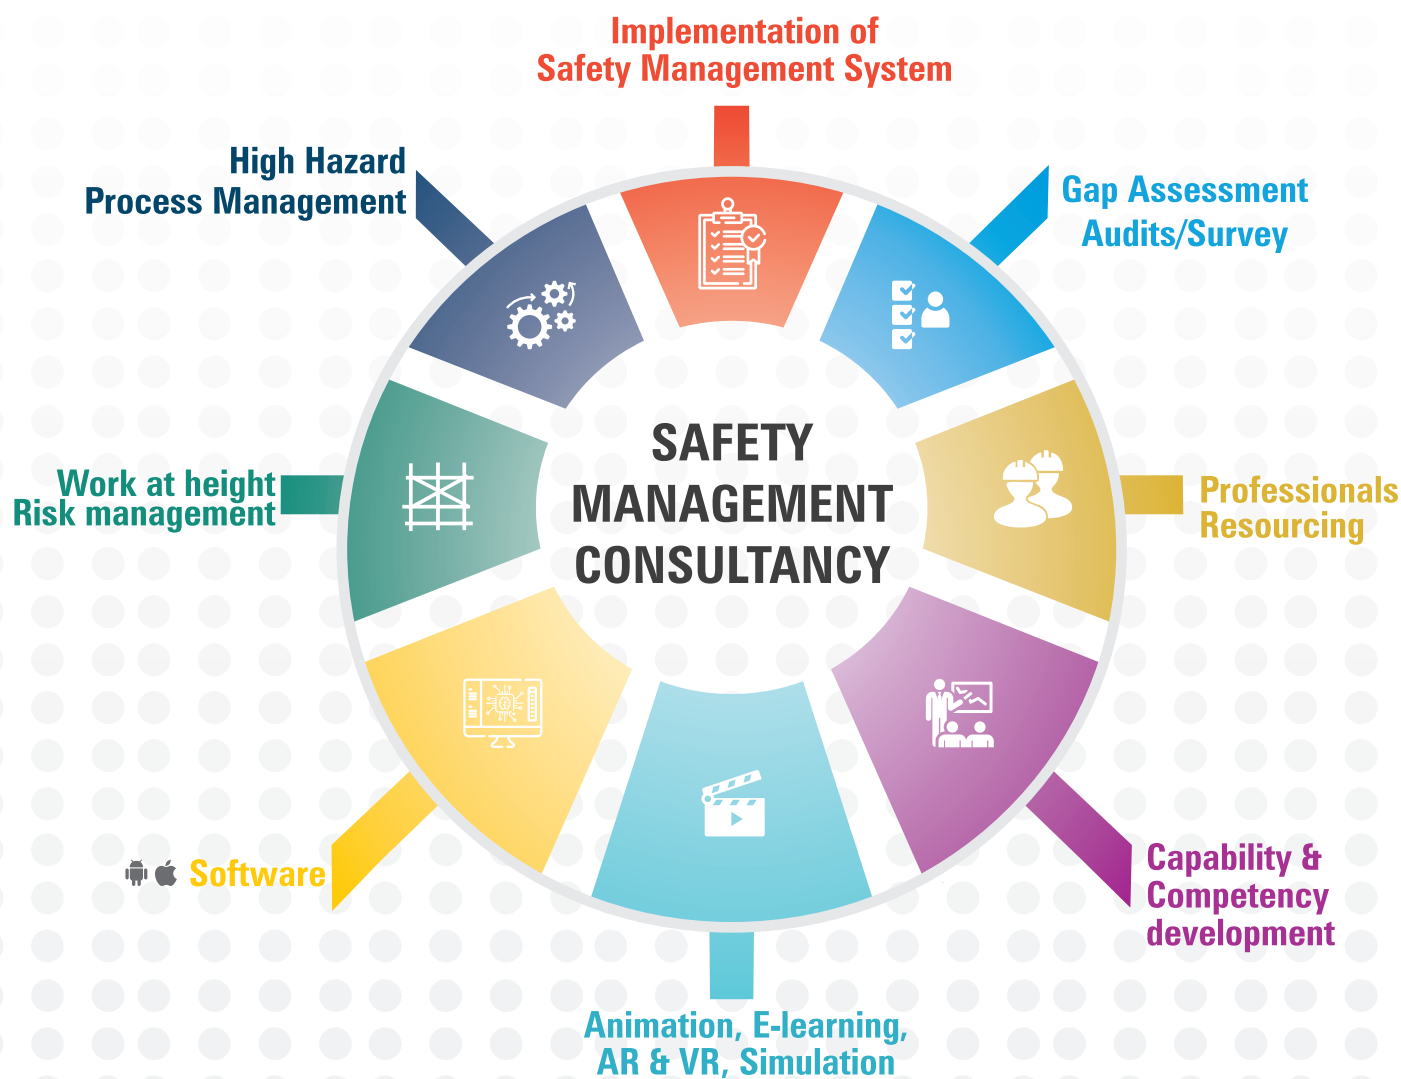 Implementation of
Safety Management System
High Hazard
Process Management
Gap Assessment
Audits/Survey
SAFETY
MANAGEMENT
CONSULTANCY
Work at height
Risk management
Professionals
Resourcing
Software
Capability &
Competency
development
Animation, E-learning,
AR & VR, Simulation